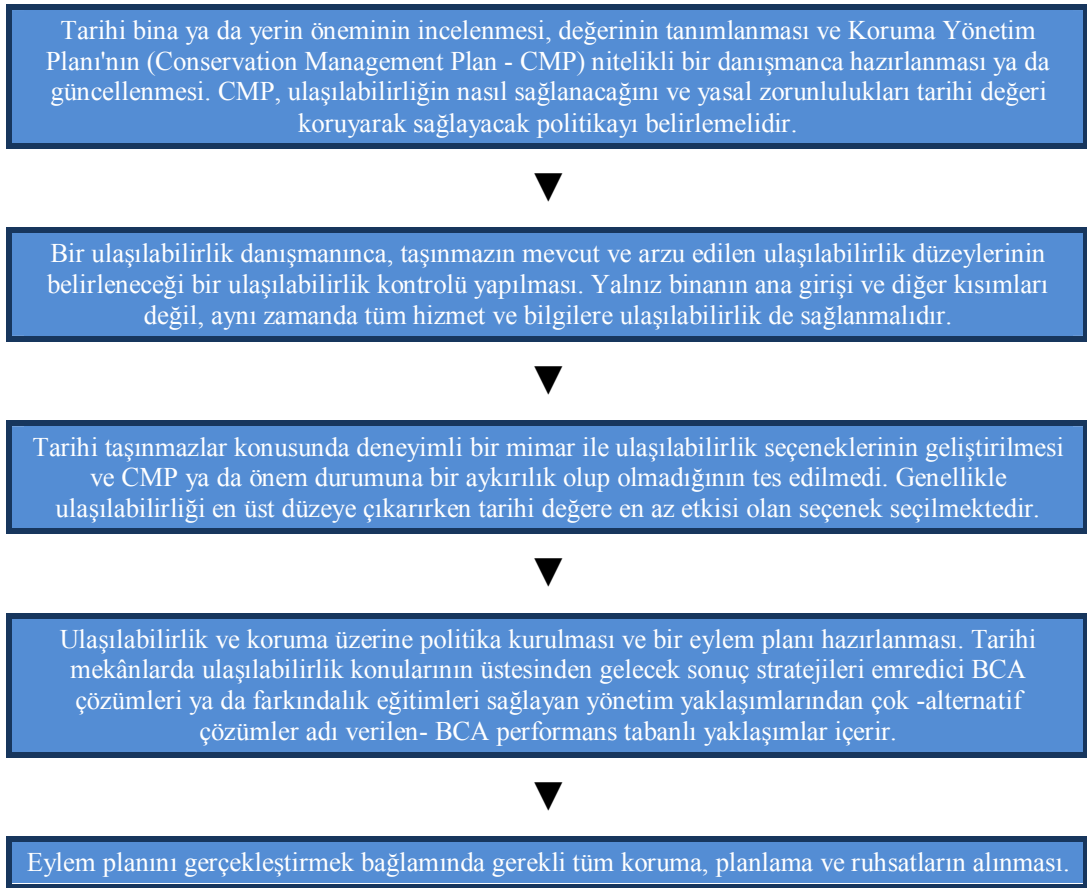 Tarihi bina ya da yerin öneminin incelenmesi, değerinin tanımlanması ve Koruma Yönetim
Planı'nın (Conservation Management Plan - CMP) nitelikli bir danışmanca hazırlanması ya da
güncellenmesi. CMP, ulaşılabilirliğin nasıl sağlanacağını ve yasal zorunlulukları tarihi değeri
koruyarak sağlayacak politikayı belirlemelidir.
Bir ulaşılabilirlik danışmanınca, taşınmazın mevcut ve arzu edilen ulaşılabilirlik düzeylerinin
belirleneceği bir ulaşılabilirlik kontrolü yapılması. Yalnız binanın ana girişi ve diğer kısımları
değil, aynı zamanda tüm hizmet ve bilgilere ulaşılabilirlik de sağlanmalıdır.
Tarihi taşınmazlar konusunda deneyimli bir mimar ile ulaşılabilirlik seçeneklerinin geliştirilmesi
ve CMP ya da önem durumuna bir aykırılık olup olmadığının tes edilmedi. Genellikle
ulaşılabilirliği en üst düzeye çıkarırken tarihi değere en az etkisi olan seçenek seçilmektedir.
Ulaşılabilirlik ve koruma üzerine politika kurulması ve bir eylem planı hazırlanması. Tarihi
mekânlarda ulaşılabilirlik konularının üstesinden gelecek sonuç stratejileri emredici BCA
çözümleri ya da farkındalık eğitimleri sağlayan yönetim yaklaşımlarından çok -alternatif
çözümler adı verilen- BCA performans tabanlı yaklaşımlar içerir.
Eylem planını gerçekleştirmek bağlamında gerekli tüm koruma, planlama ve ruhsatların alınması.